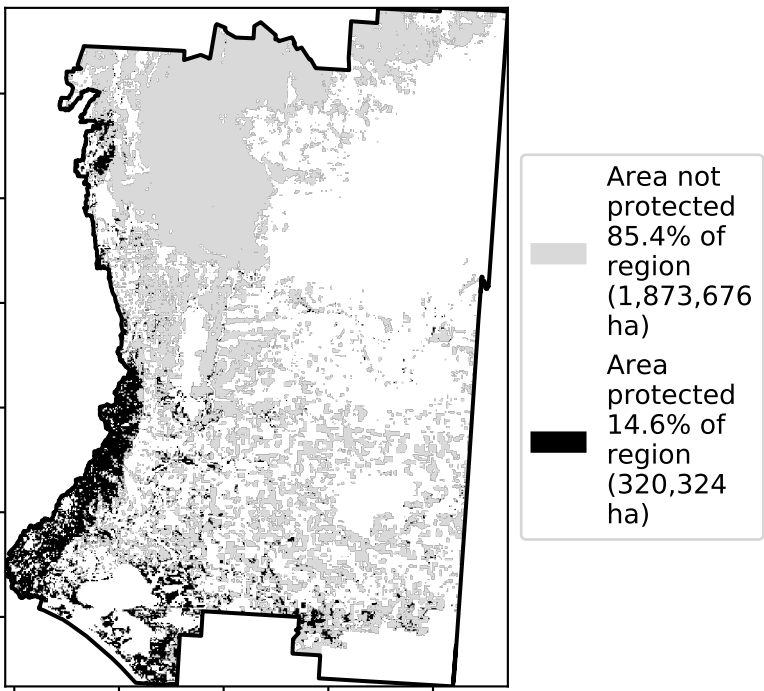 Area not
protected
85.4% of
region
(1,873,676
ha)
Area
protected
14.6% of
region
(320,324
ha)